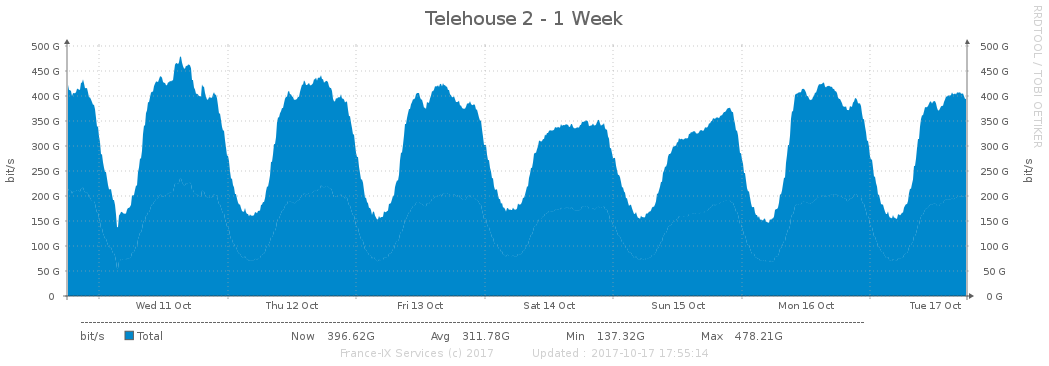 Telehouse 2 - 1 Week
RRDTOOL / TOBI OETIKER
500 G 500 G
450 G 450 G
400 G 400 G
350 G 350 G
300 G 300 G
250 G 250 G
200 G 200 G
150 G 150 G
100 G 100 G
50 G 50 G
0 0 G
bit/s bit/s
Wed 11 Oct Thu 12 Oct Fri 13 Oct Sat 14 Oct Sun 15 Oct Mon 16 Oct Tue 17 Oct
bit/s Total Now 396.62G Avg 311.78G Min 137.32G Max 478.21G
France-IX Services (c) 2017 Updated : 2017-10-17 17:55:14